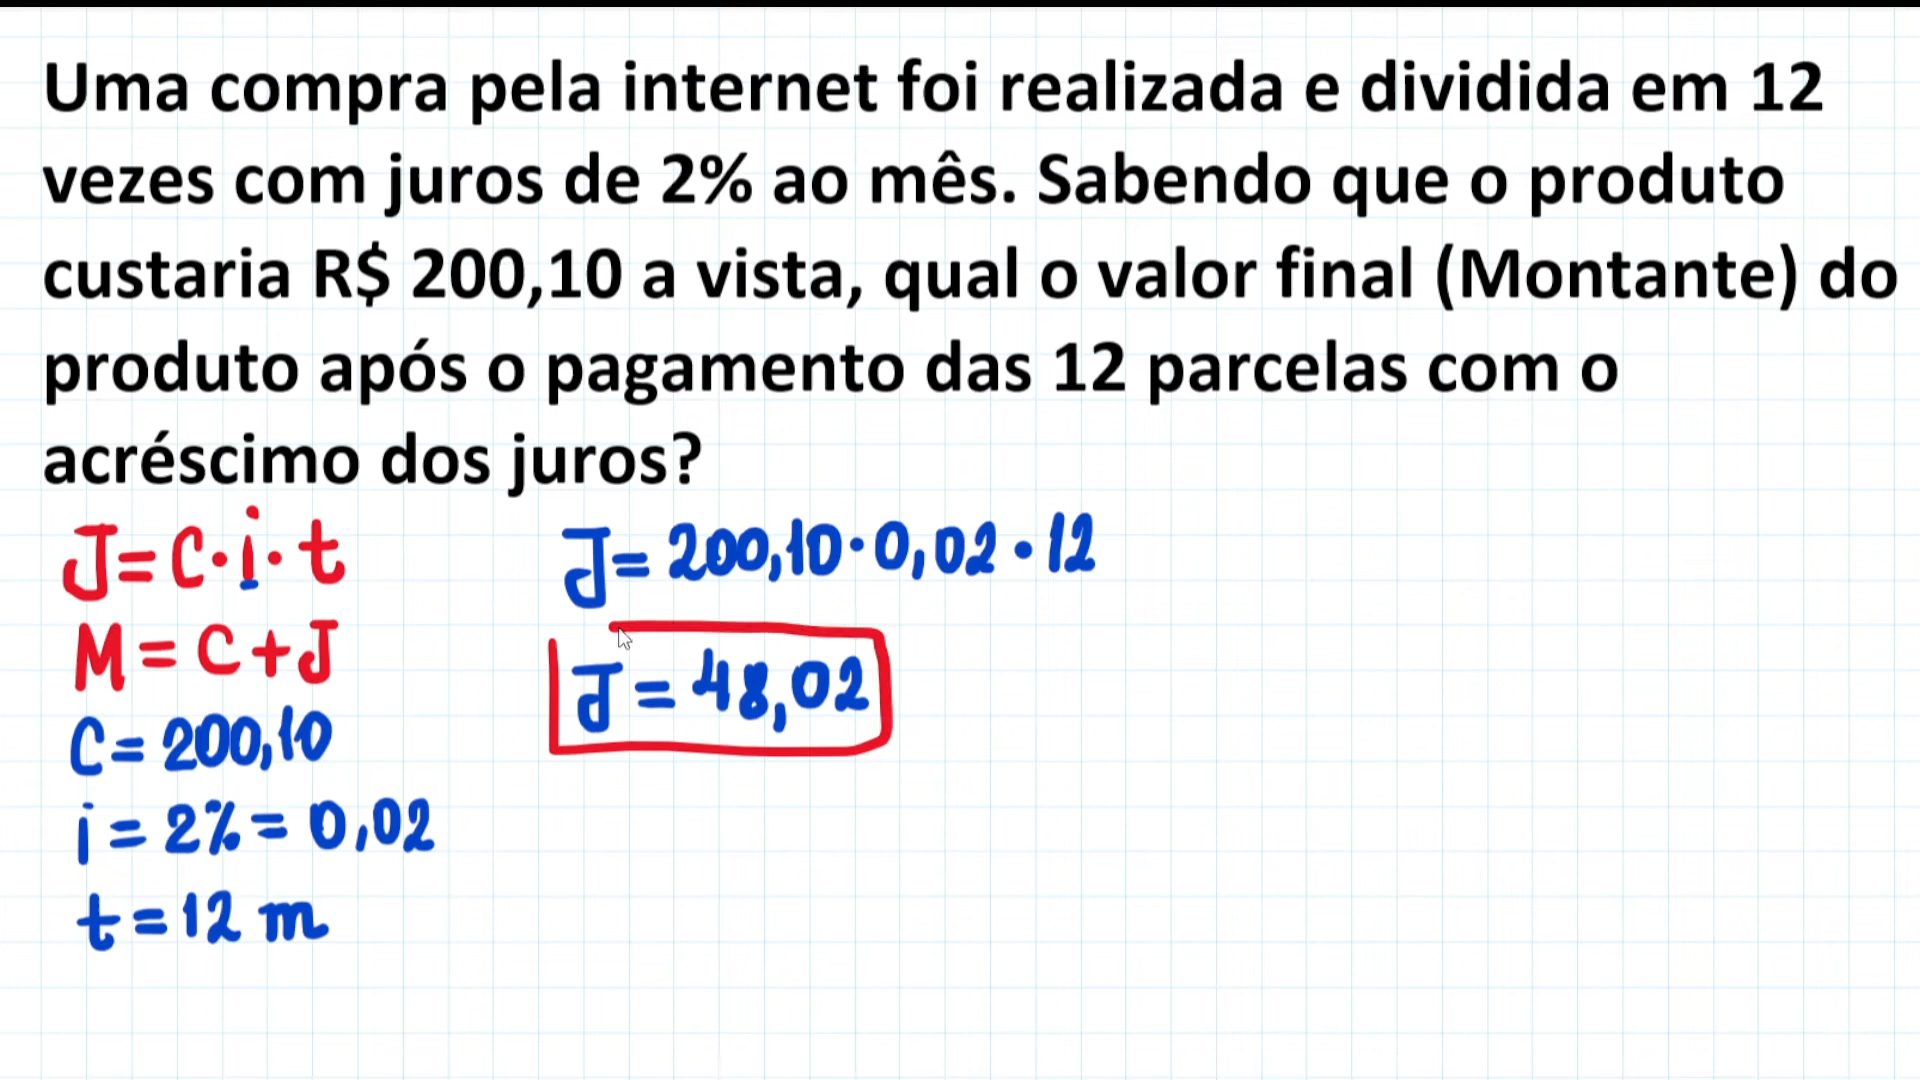 Uma compra pela internet foi realizada e dividida em 12
vezes com juros de 2% ao mês. Sabendo que o produto
custaria R$ 200,10 a vista, qual o valor final (Montante) do
produto após o pagamento das 12 parcelas com o
acréscimo dos juros?
J=C·i·t
M=C+J
C=200,10
i=2%=0,02
t=12 m
J=200,10·0,02·12
J=48,02